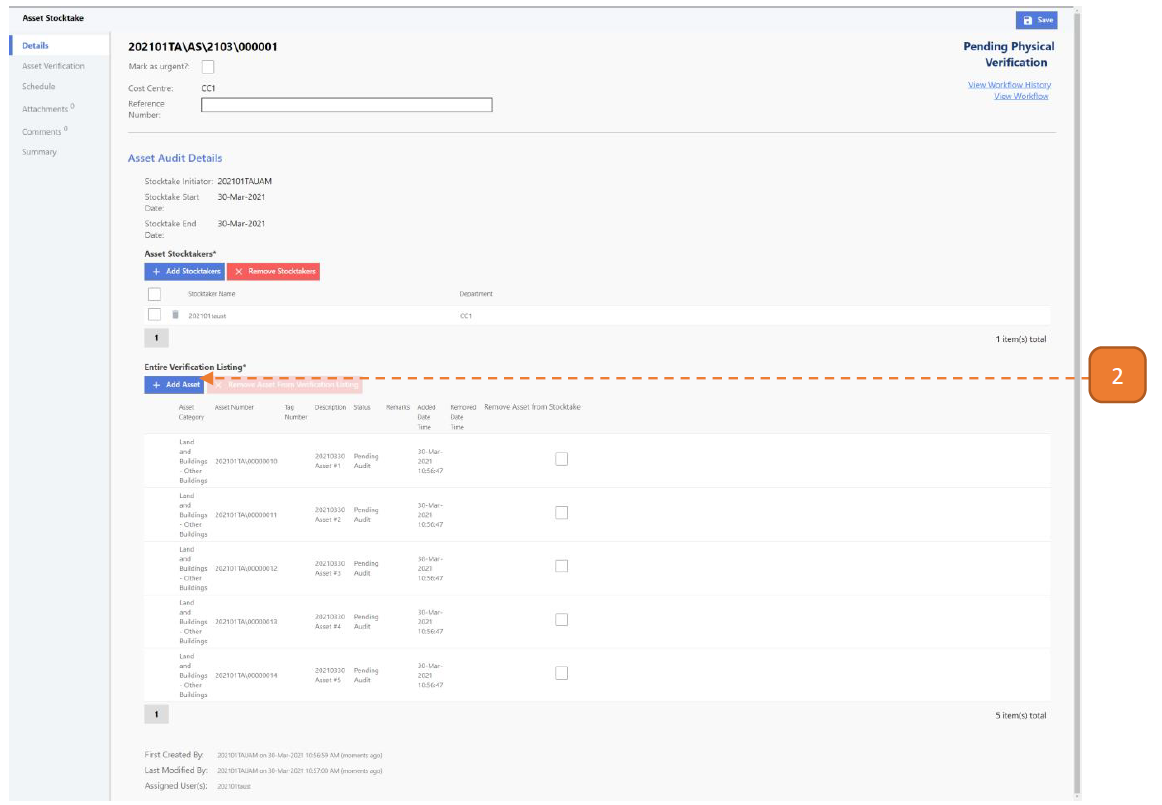 Asset Stocktake
Save
Details
Asset Verification
Schedule
Attachments 0
Comments 0
Summary
202101TA\AS\2103\000001
Mark as urgent?:
Cost Centre: CC1
Reference
Number:
Pending Physical
Verification
View Workflow History
View Workflow
Asset Audit Details
Stocktake Initiator: 202101TAUAM
Stocktake Start
Date:
30-Mar-2021
Stocktake End
Date:
30-Mar-2021
Asset Stocktakers*
+ Add Stocktakers
× Remove Stocktakers
Stocktaker Name Department
202101taust CC1
1
1 item(s) total
Entire Verification Listing*
+ Add Asset
× Remove Asset From Verification Listing
2
Asset
Category
Asset Number
Tag
Number
Description
Status
Remarks
Added
Date
Time
Removed
Date
Time
Remove Asset from Stocktake
Land
and
Buildings
- Other
Buildings
202101TA\00000010
20210330
Asset #1
Pending
Audit
30-Mar-
2021
10:56:47
Land
and
Buildings
- Other
Buildings
202101TA\00000011
20210330
Asset #2
Pending
Audit
30-Mar-
2021
10:56:47
Land
and
Buildings
- Other
Buildings
202101TA\00000012
20210330
Asset #3
Pending
Audit
30-Mar-
2021
10:56:47
Land
and
Buildings
- Other
Buildings
202101TA\00000013
20210330
Asset #4
Pending
Audit
30-Mar-
2021
10:56:47
Land
and
Buildings
- Other
Buildings
202101TA\00000014
20210330
Asset #5
Pending
Audit
30-Mar-
2021
10:56:47
1
5 item(s) total
First Created By: 202101TAUAM on 30-Mar-2021 10:56:59 AM (moments ago)
Last Modified By: 202101TAUAM on 30-Mar-2021 10:57:00 AM (moments ago)
Assigned User(s): 202101taust